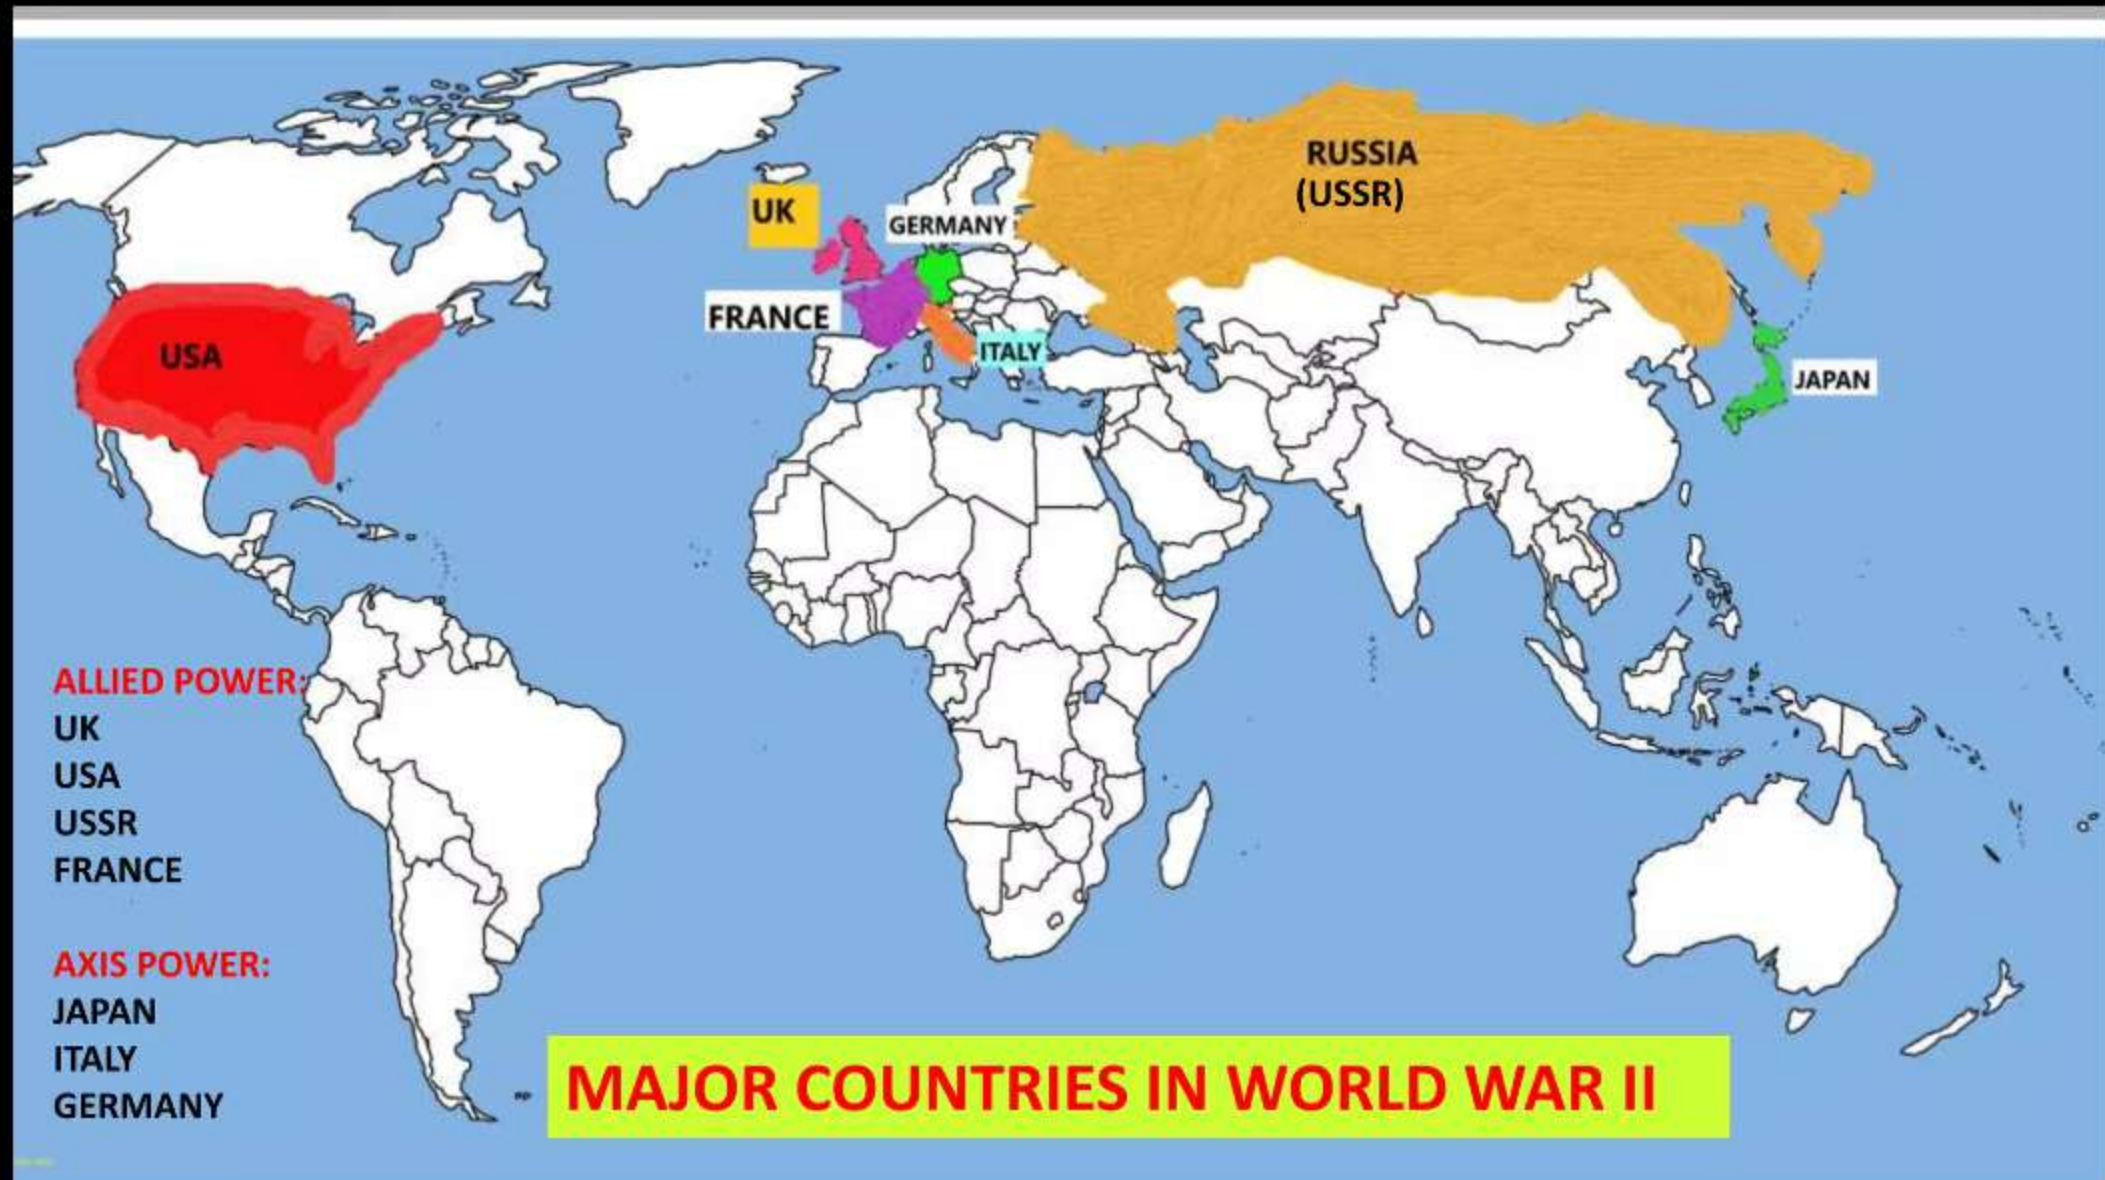 RUSSIA
(USSR)
UK
GERMANY
FRANCE
ITALY
USA
JAPAN
ALLIED POWER:
UK
USA
USSR
FRANCE
AXIS POWER:
JAPAN
ITALY
GERMANY
MAJOR COUNTRIES IN WORLD WAR II